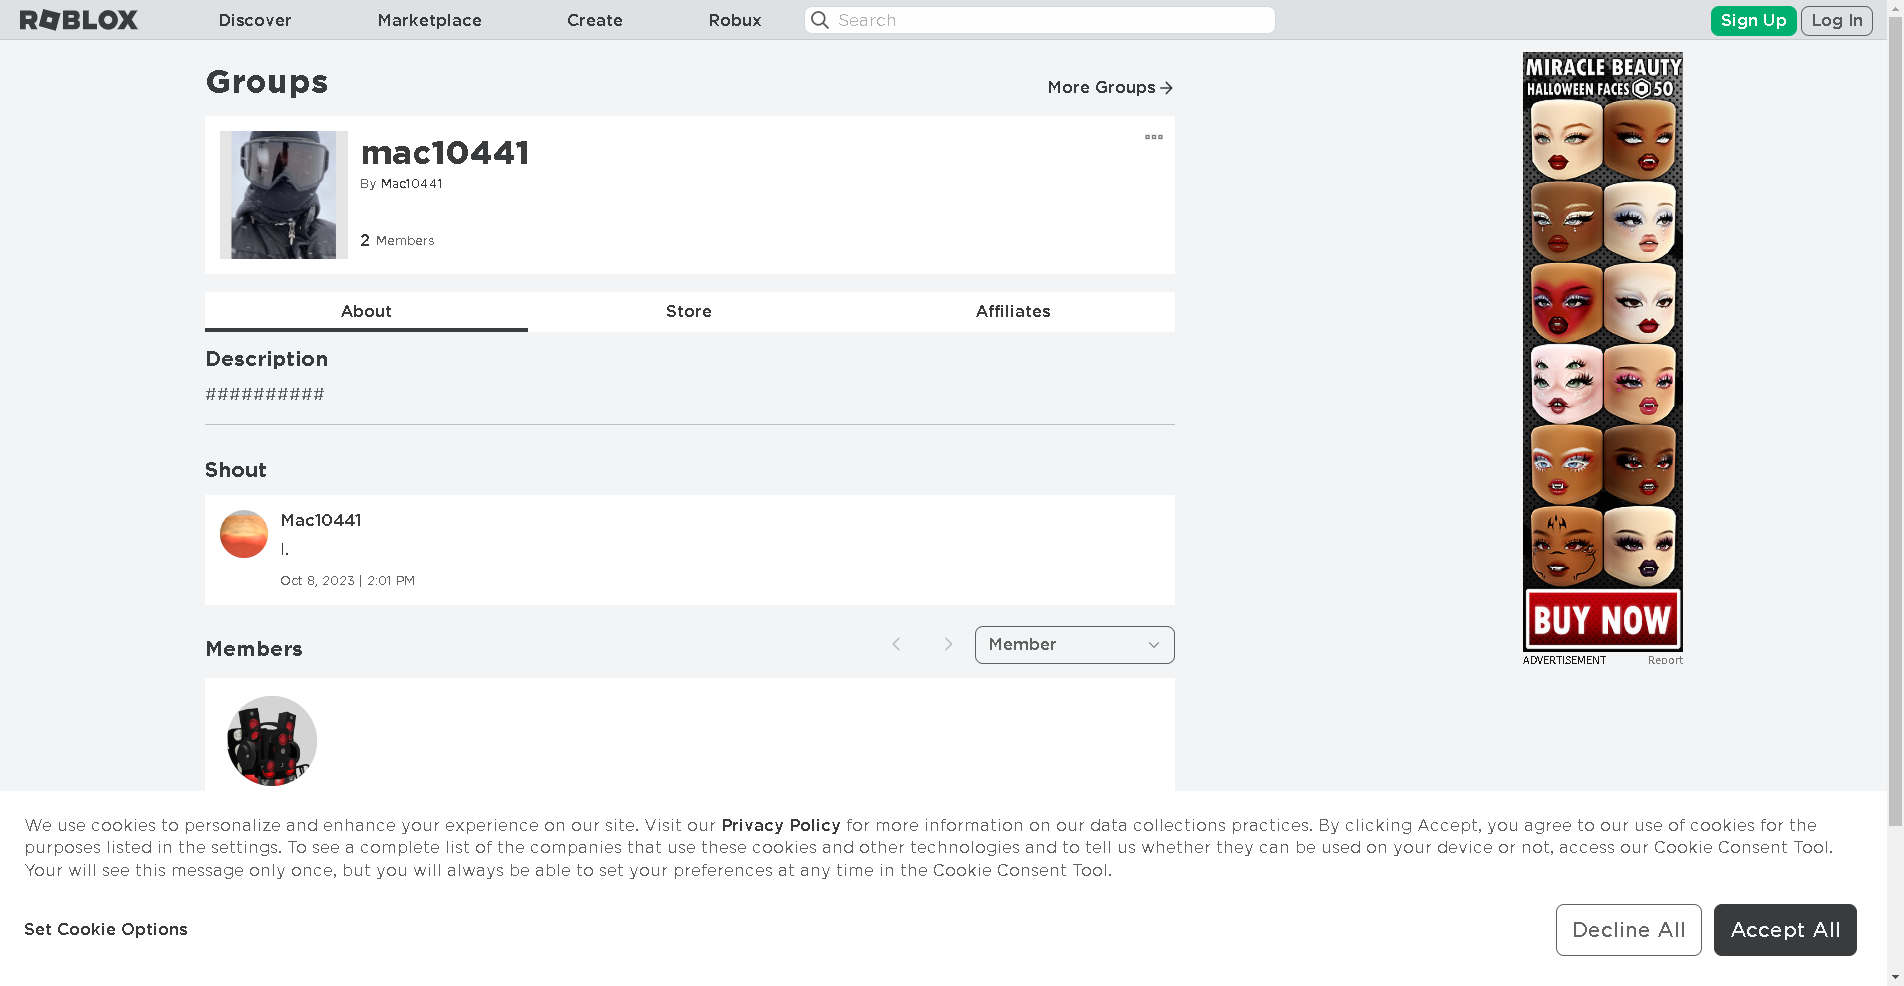 ROBLOX
Discover
Marketplace
Create
Robux
Search
Sign Up
Log In
Groups
More Groups
mac10441
By Mac10441
2 Members
About
Store
Affiliates
Description
##########
Shout
Mac10441
l.
Oct 8, 2023 | 2:01 PM
Members
Member
MIRACLE BEAUTY
HALLOWEEN FACES 50
BUY NOW
ADVERTISEMENT
Report
We use cookies to personalize and enhance your experience on our site. Visit our Privacy Policy for more information on our data collections practices. By clicking Accept, you agree to our use of cookies for the
purposes listed in the settings. To see a complete list of the companies that use these cookies and other technologies and to tell us whether they can be used on your device or not, access our Cookie Consent Tool.
Your will see this message only once, but you will always be able to set your preferences at any time in the Cookie Consent Tool.
Set Cookie Options
Decline All
Accept All